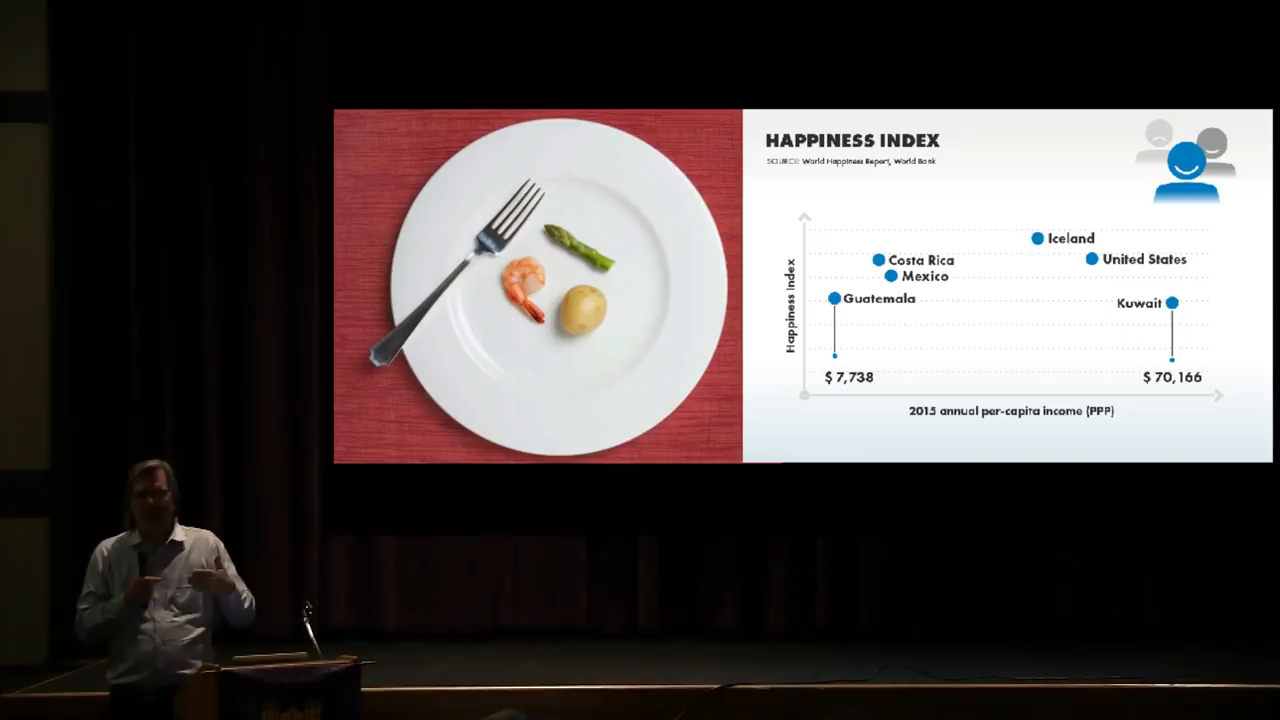 HAPPINESS INDEX
SOURCE: World Happiness Report, World Bank
Happiness Index
Iceland
Costa Rica
United States
Mexico
Guatemala
Kuwait
$ 7,738
$ 70,166
2015 annual per-capita income (PPP)